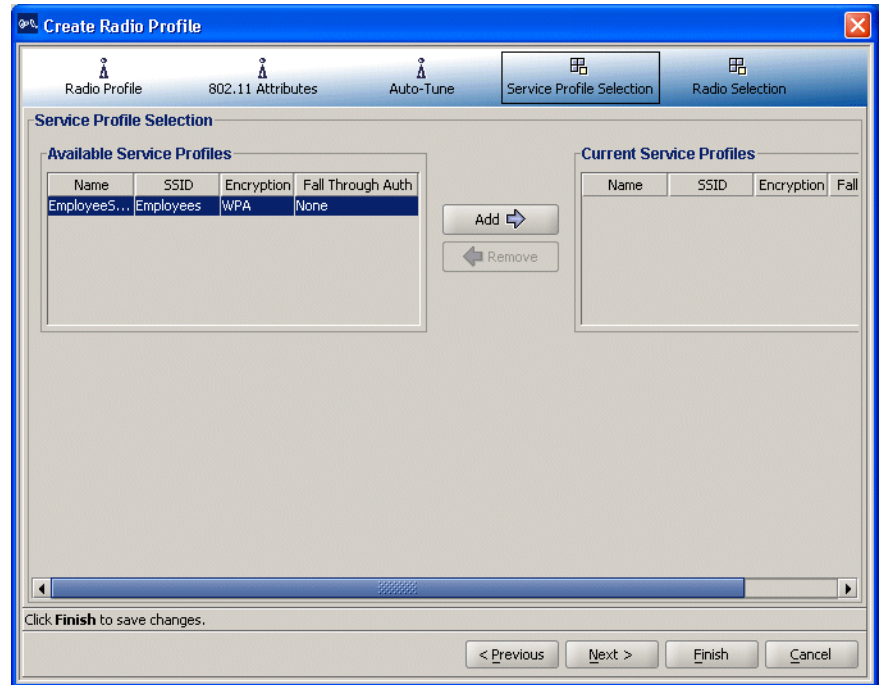 Create Radio Profile
Radio Profile 802.11 Attributes Auto-Tune Service Profile Selection Radio Selection
Service Profile Selection
Available Service Profiles
Name SSID Encryption Fall Through Auth
EmployeeS... Employees WPA None
Add
Remove
Current Service Profiles
Name SSID Encryption Fall
Click Finish to save changes.
< Previous Next > Finish Cancel